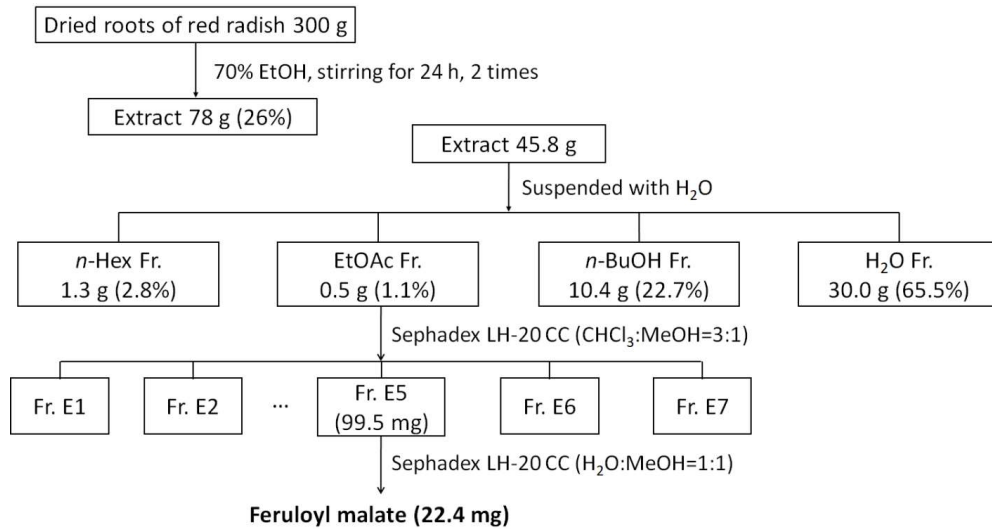 Dried roots of red radish 300 g
70% EtOH, stirring for 24 h, 2 times
Extract 78 g (26%)
Extract 45.8 g
Suspended with H₂O
n-Hex Fr.
1.3 g (2.8%)
EtOAc Fr.
0.5 g (1.1%)
n-BuOH Fr.
10.4 g (22.7%)
H₂O Fr.
30.0 g (65.5%)
Sephadex LH-20 CC (CHCl₃:MeOH=3:1)
Fr. E1
Fr. E2
...
Fr. E5
(99.5 mg)
Fr. E6
Fr. E7
Sephadex LH-20 CC (H₂O:MeOH=1:1)
Feruloyl malate (22.4 mg)